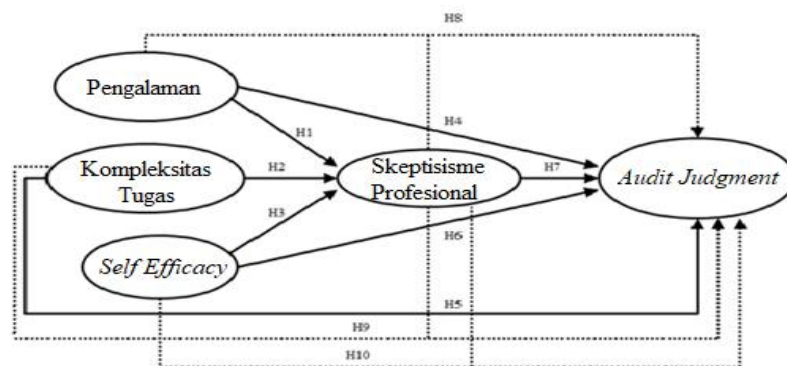 H8
Pengalaman
H4
H1
Kompleksitas
Tugas
H2
Skeptisisme
Profesional
H7
Audit Judgment
H3
Self Efficacy
H6
H5
H9
H10